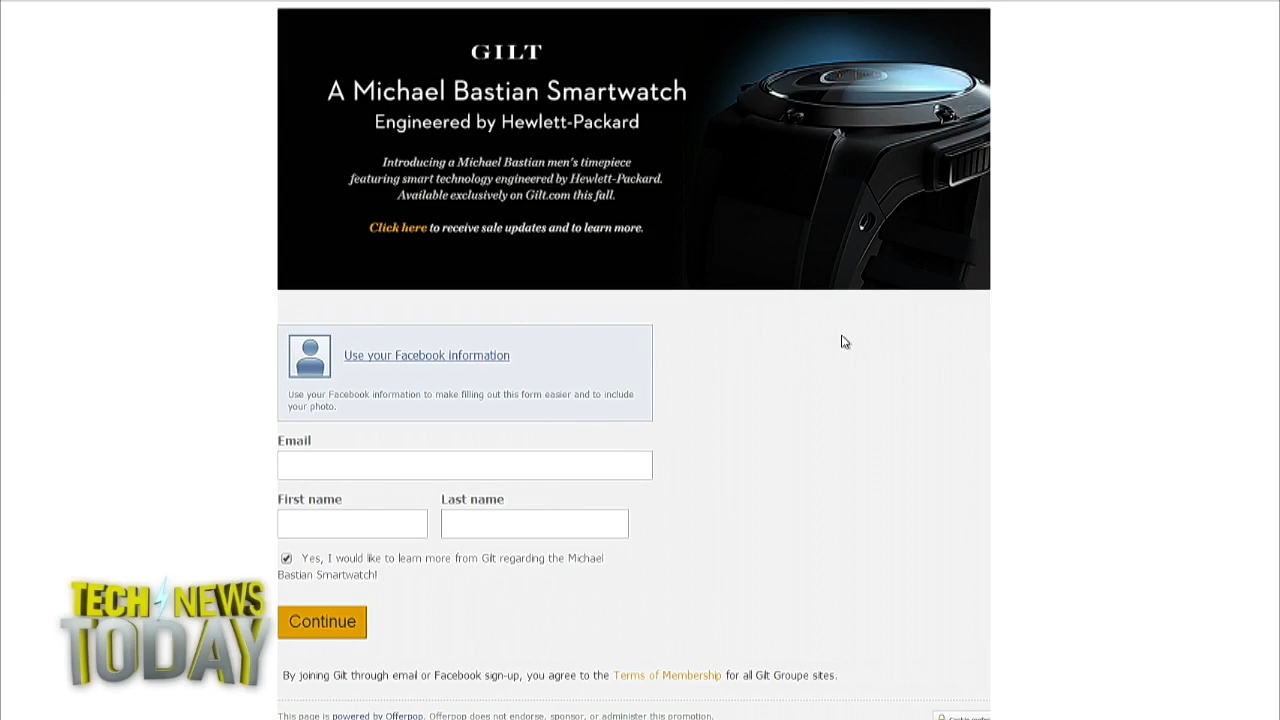 GILT
A Michael Bastian Smartwatch
Engineered by Hewlett-Packard
Introducing a Michael Bastian men's timepiece
featuring smart technology engineered by Hewlett-Packard.
Available exclusively on Gilt.com this fall.
Click here to receive sale updates and to learn more.
Use your Facebook information
Use your Facebook information to make filling out this form easier and to include
your photo.
Email
First name Last name
Yes, I would like to learn more from Gilt regarding the Michael
Bastian Smartwatch!
TECH NEWS
TODAY
Continue
By joining Gilt through email or Facebook sign-up, you agree to the Terms of Membership for all Gilt Groupe sites.
This page is powered by Offerpop. Offerpop does not endorse, sponsor, or administer this promotion.